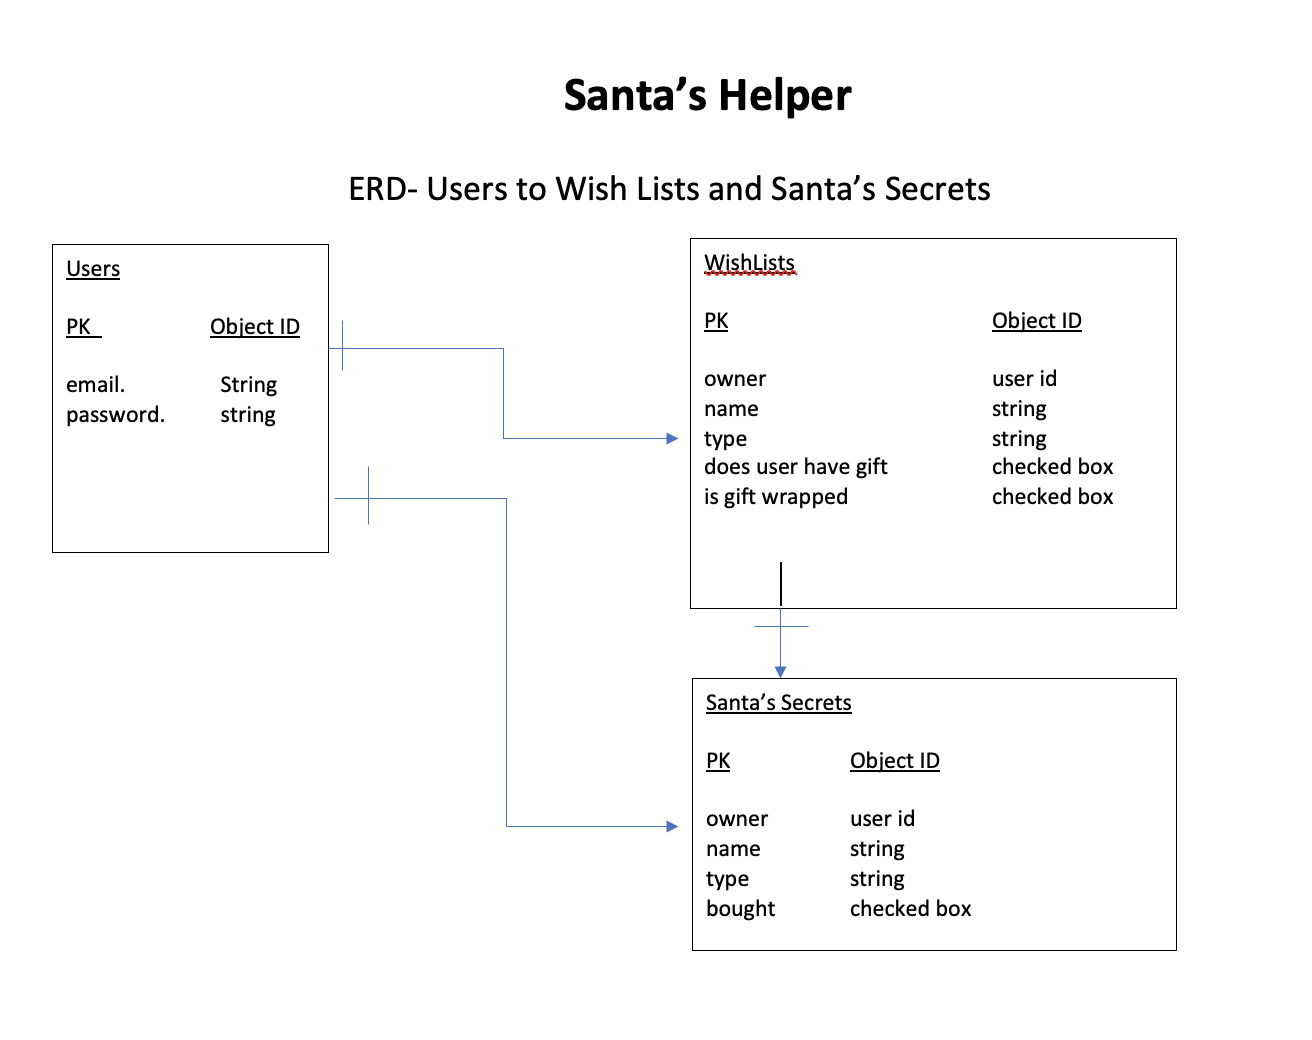 Santa’s Helper
ERD- Users to Wish Lists and Santa’s Secrets
Users
PK Object ID
email. String
password. string
WishLists
PK Object ID
owner user id
name string
type string
does user have gift checked box
is gift wrapped checked box
Santa’s Secrets
PK Object ID
owner user id
name string
type string
bought checked box